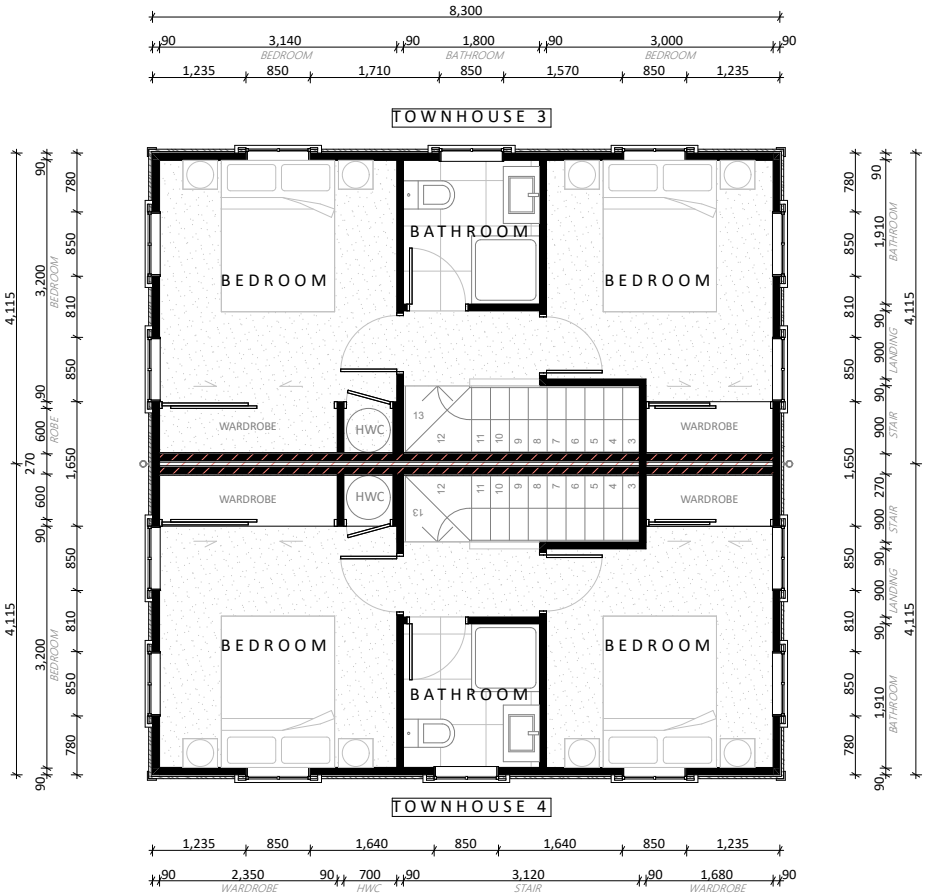 8,300
90 3,140 90 1,800 90 3,000 90
BEDROOM BATHROOM BEDROOM
1,235 850 1,710 850 1,570 850 1,235
TOWNHOUSE 3
4,115
90
3,200
BEDROOM
90
600
ROBE
270
780
850
810
850
1,650
BEDROOM
BATHROOM
BEDROOM
780
850
810
850
1,650
90
1,910
BATHROOM
90
900
LANDING
90
900
STAIR
270
4,115
WARDROBE
HWC
13
12 11 10 9 8 7 6 5 4 3
WARDROBE
WARDROBE
HWC
13
12 11 10 9 8 7 6 5 4 3
WARDROBE
4,115
600
90
3,200
BEDROOM
90
850
810
850
780
BEDROOM
BATHROOM
BEDROOM
850
810
850
780
900
STAIR
90
900
LANDING
90
1,910
BATHROOM
90
4,115
TOWNHOUSE 4
1,235 850 1,640 850 1,640 850 1,235
90 2,350 90 700 90 3,120 90 1,680 90
WARDROBE HWC STAIR WARDROBE